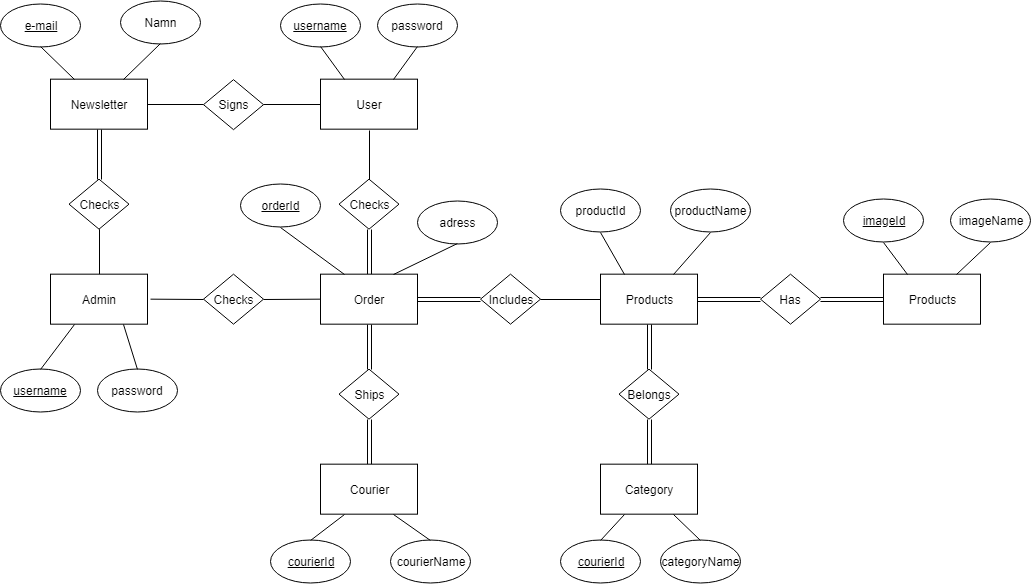 e-mail
Namn
username
password
Newsletter
Signs
User
Checks
orderId
Checks
adress
productId
productName
imageId
imageName
Admin
Checks
Order
Includes
Products
Has
Products
username
password
Ships
Belongs
Courier
Category
courierId
courierName
courierId
categoryName